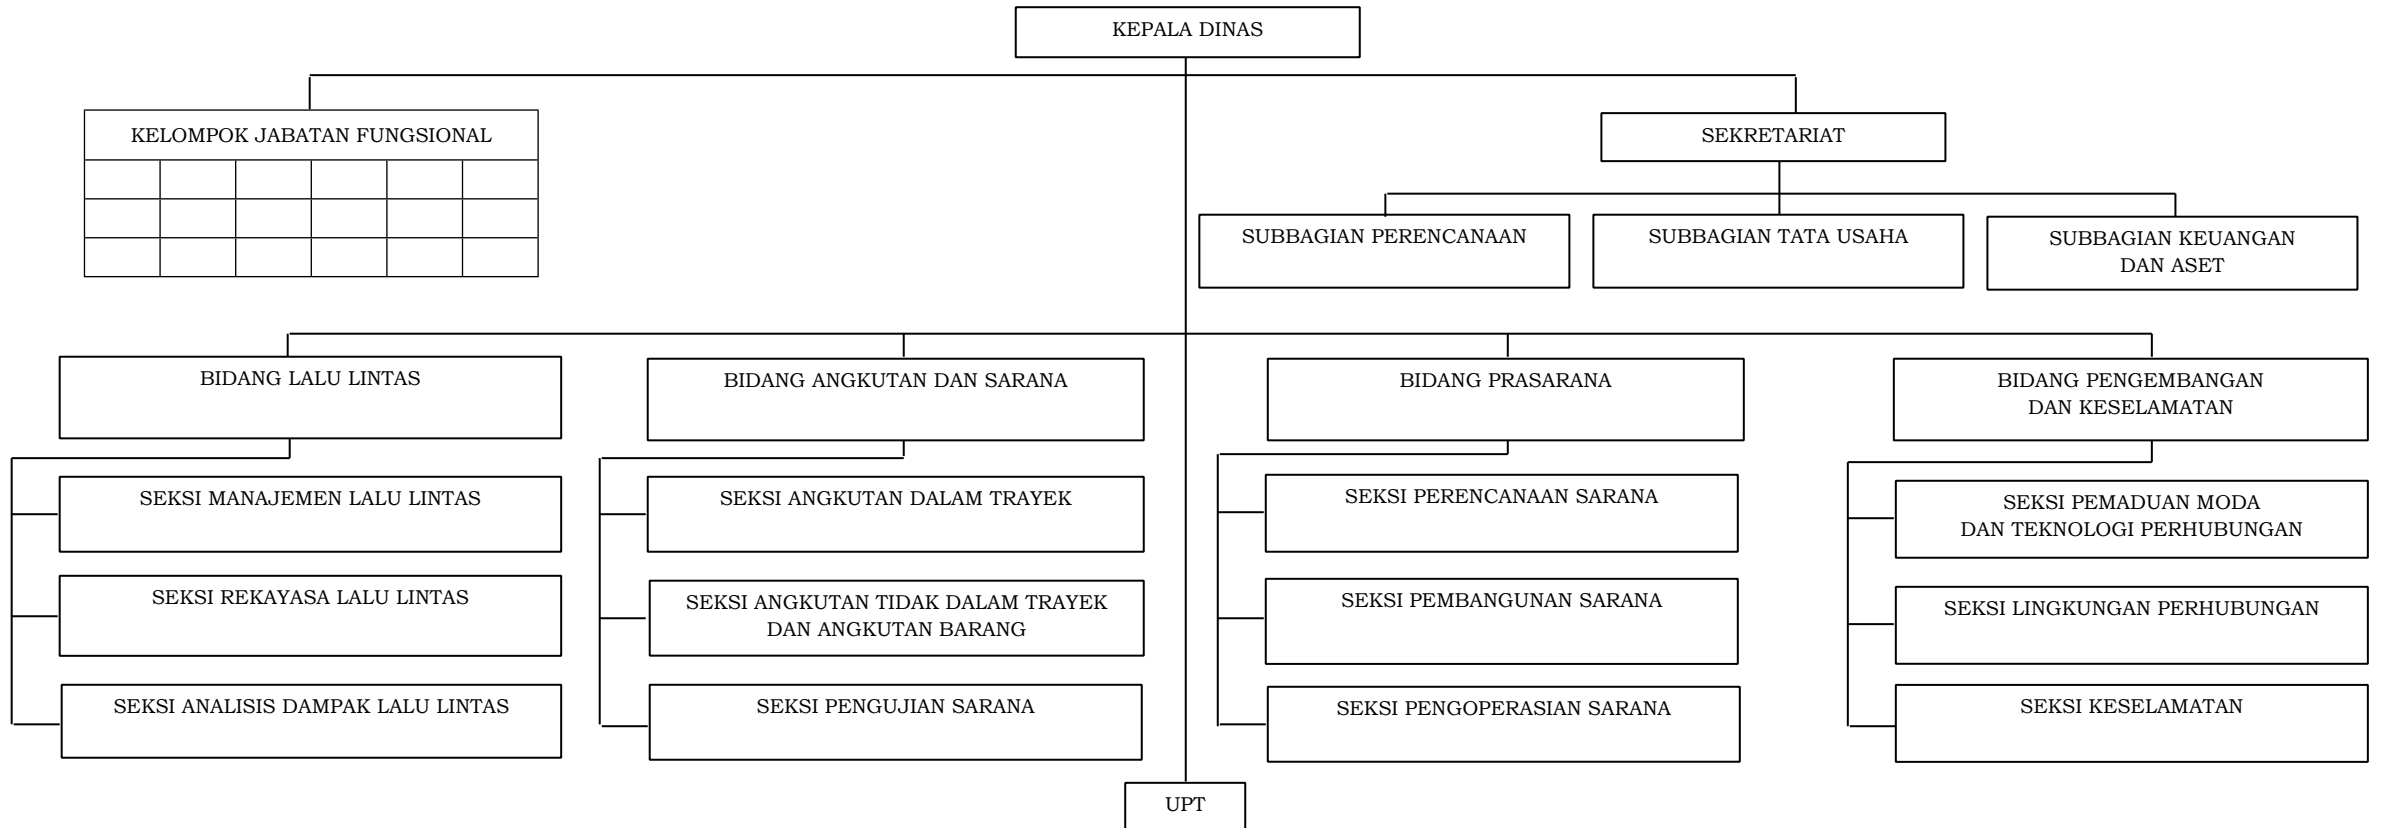 KEPALA DINAS
KELOMPOK JABATAN FUNGSIONAL
SEKRETARIAT
SUBBAGIAN PERENCANAAN
SUBBAGIAN TATA USAHA
SUBBAGIAN KEUANGAN
DAN ASET
BIDANG LALU LINTAS
BIDANG ANGKUTAN DAN SARANA
BIDANG PRASARANA
BIDANG PENGEMBANGAN
DAN KESELAMATAN
SEKSI MANAJEMEN LALU LINTAS
SEKSI ANGKUTAN DALAM TRAYEK
SEKSI PERENCANAAN SARANA
SEKSI PEMADUAN MODA
DAN TEKNOLOGI PERHUBUNGAN
SEKSI REKAYASA LALU LINTAS
SEKSI ANGKUTAN TIDAK DALAM TRAYEK
DAN ANGKUTAN BARANG
SEKSI PEMBANGUNAN SARANA
SEKSI LINGKUNGAN PERHUBUNGAN
SEKSI ANALISIS DAMPAK LALU LINTAS
SEKSI PENGUJIAN SARANA
SEKSI PENGOPERASIAN SARANA
SEKSI KESELAMATAN
UPT